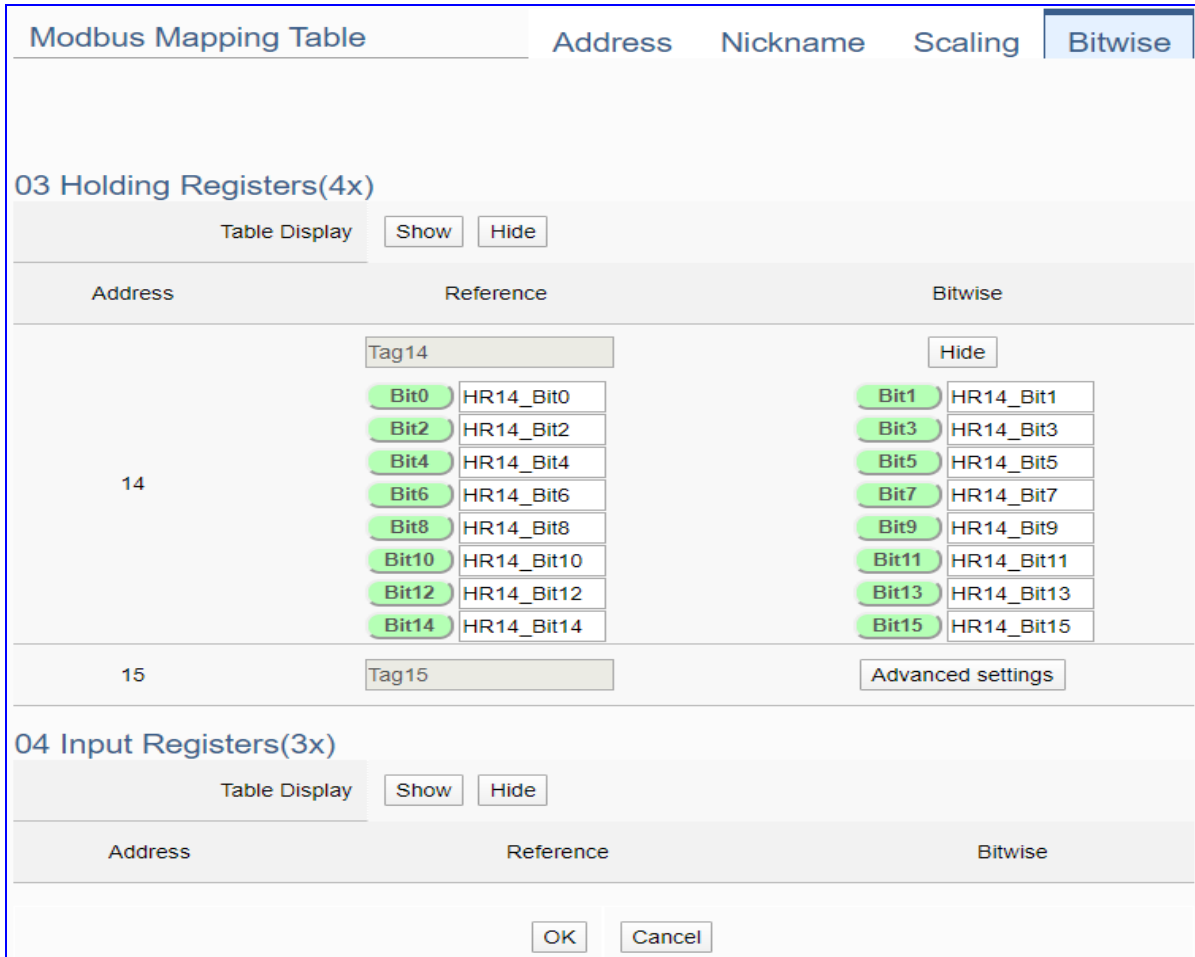 Modbus Mapping Table Address Nickname Scaling Bitwise
03 Holding Registers(4x)
Table Display Show Hide
Address Reference Bitwise
Tag14 Hide
Bit0 HR14_Bit0 Bit1 HR14_Bit1
Bit2 HR14_Bit2 Bit3 HR14_Bit3
Bit4 HR14_Bit4 Bit5 HR14_Bit5
14
Bit6 HR14_Bit6 Bit7 HR14_Bit7
Bit8 HR14_Bit8 Bit9 HR14_Bit9
Bit10 HR14_Bit10 Bit11 HR14_Bit11
Bit12 HR14_Bit12 Bit13 HR14_Bit13
Bit14 HR14_Bit14 Bit15 HR14_Bit15
15 Tag15 Advanced settings
04 Input Registers(3x)
Table Display Show Hide
Address Reference Bitwise
OK Cancel